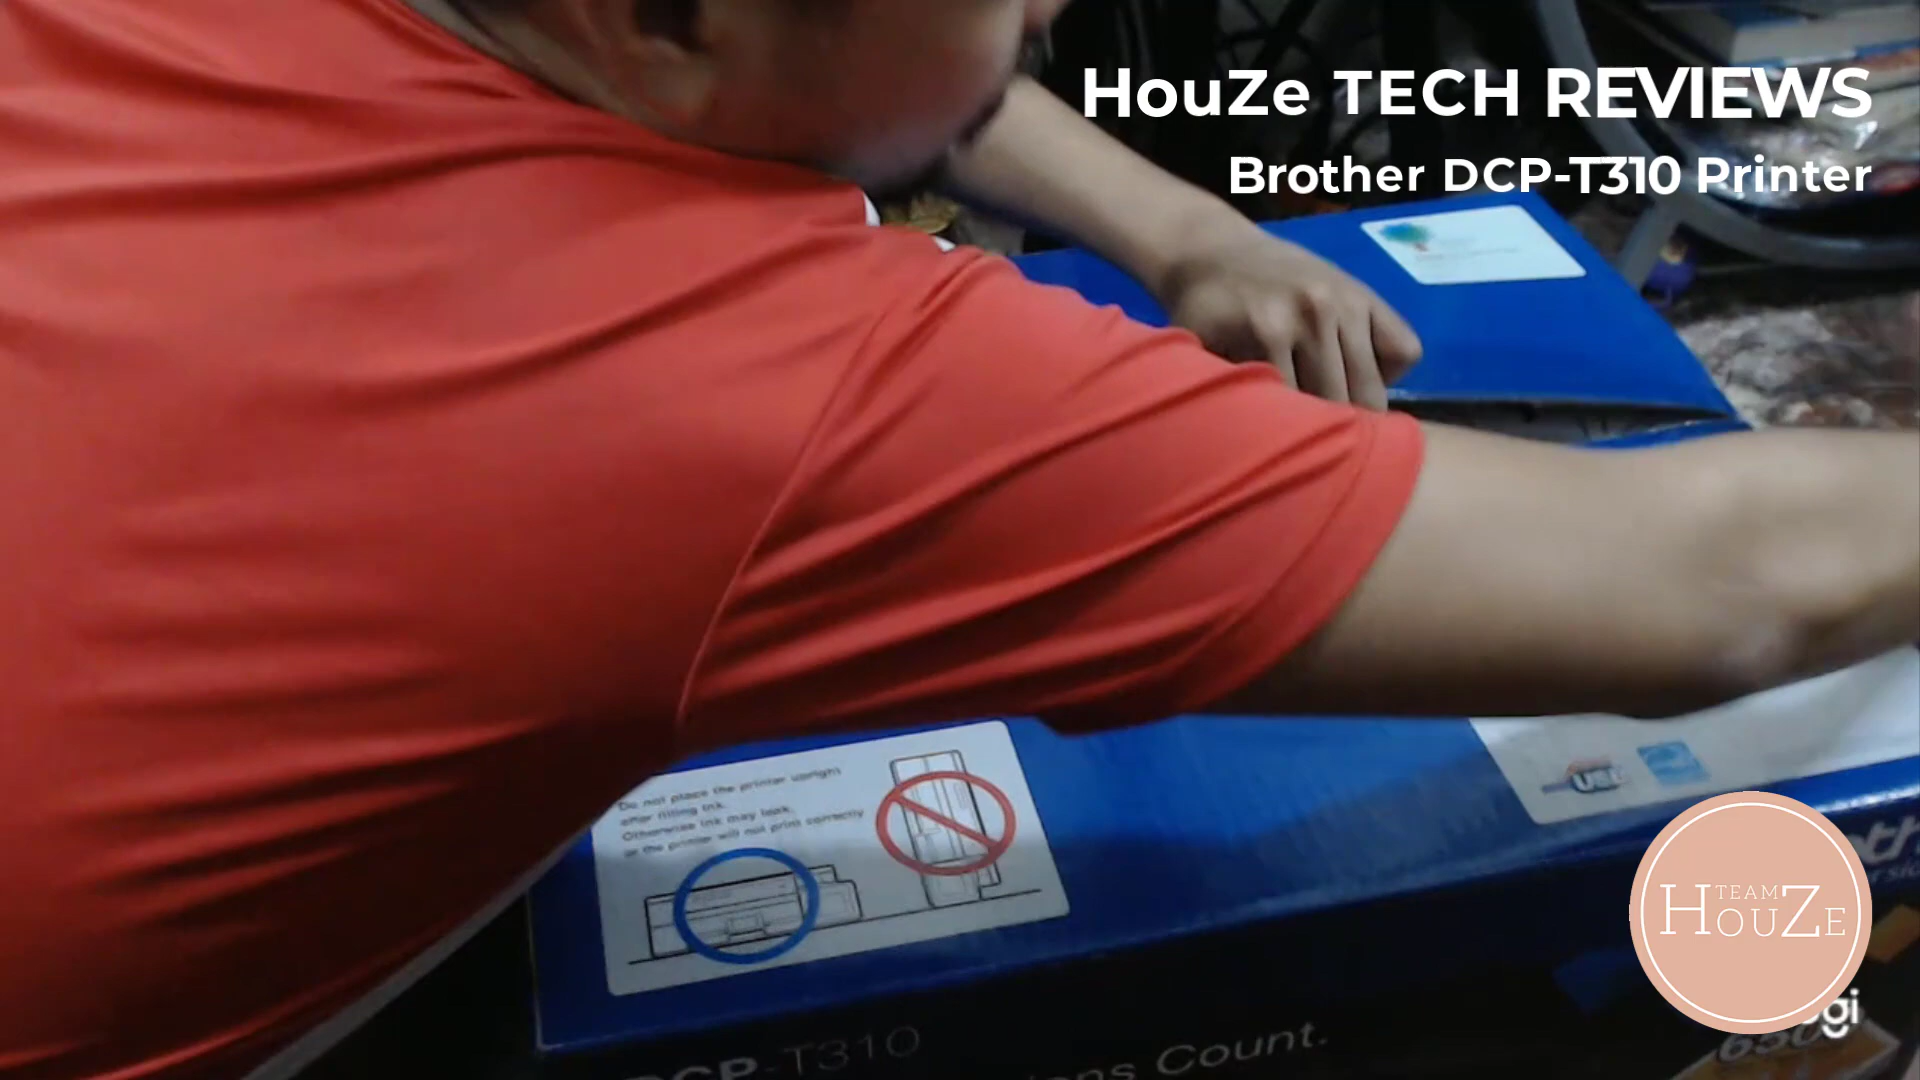 HouZe TECH REVIEWS
Brother DCP-T310 Printer
Do not place the printer upright
after filling ink.
Otherwise ink may leak,
or the printer will not print correctly
USB
TEAM
HouZe
gi
DCP-T310
Count.